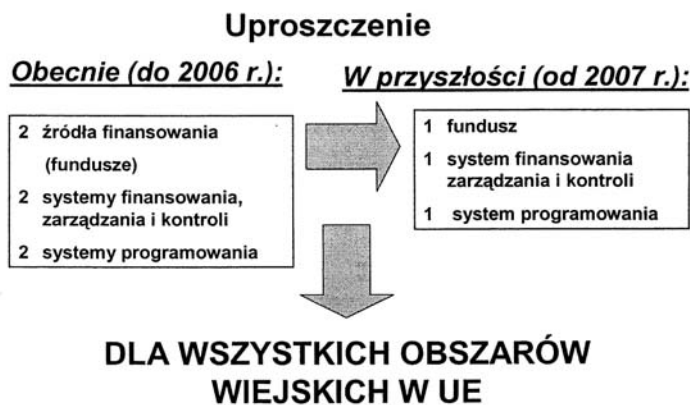 Uproszczenie
Obecnie (do 2006 r.):
2 źródła finansowania
(fundusze)
2 systemy finansowania,
zarządzania i kontroli
2 systemy programowania
W przyszłości (od 2007 r.):
1 fundusz
1 system finansowania
zarządzania i kontroli
1 system programowania
DLA WSZYSTKICH OBSZARÓW
WIEJSKICH W UE